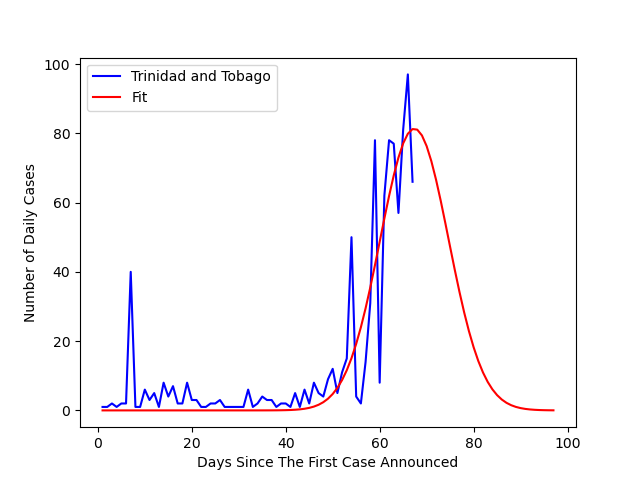 Trinidad and Tobago
Fit
Number of Daily Cases
100
80
60
40
20
0
0 20 40 60 80 100
Days Since The First Case Announced